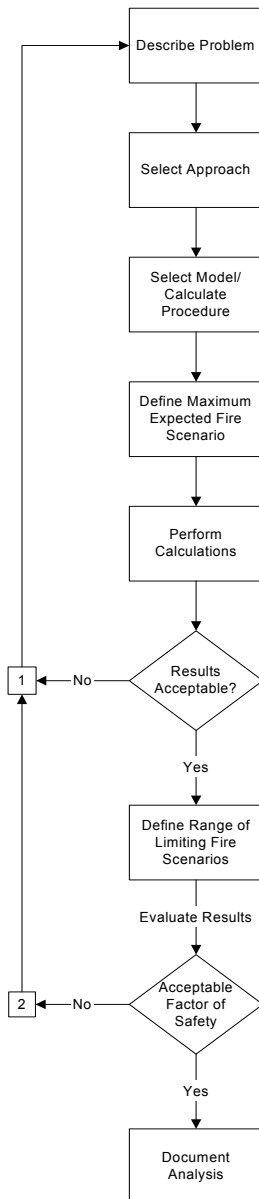 Describe Problem
Select Approach
Select Model/
Calculate
Procedure
Define Maximum
Expected Fire
Scenario
Perform
Calculations
Results
Acceptable?
No
1
Yes
Define Range of
Limiting Fire
Scenarios
Evaluate Results
Acceptable
Factor of
Safety
No
2
Yes
Document
Analysis